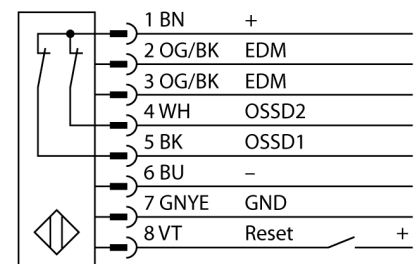 1 BN +
2 OG/BK EDM
3 OG/BK EDM
4 WH OSSD2
5 BK OSSD1
6 BU –
7 GNYE GND
8 VT Reset +